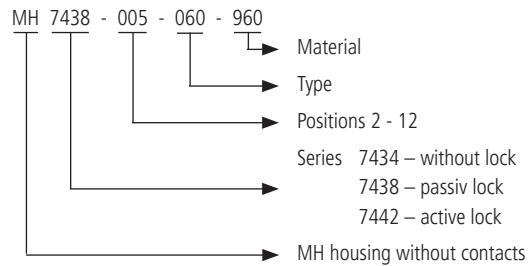 MH 7438 - 005 - 060 - 960
Material
Type
Positions 2 - 12
Series 7434 – without lock
7438 – passiv lock
7442 – active lock
MH housing without contacts